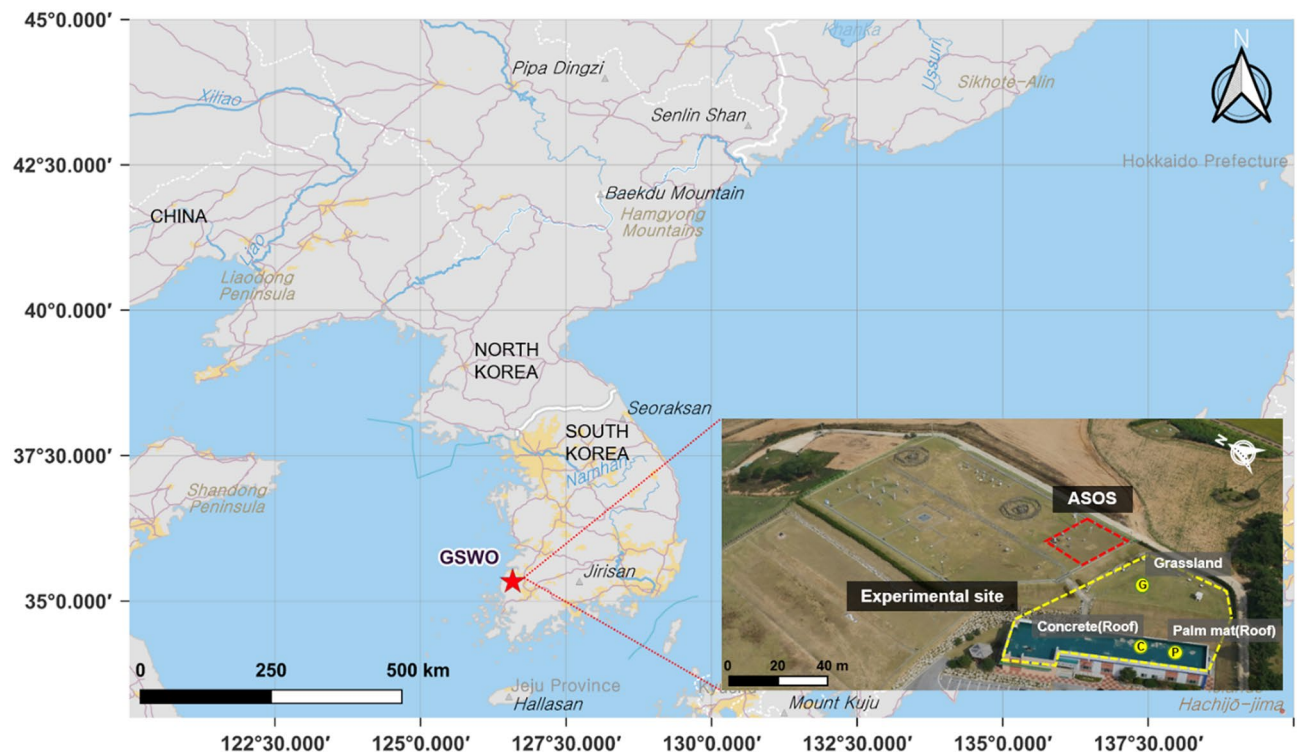 45°0.000′
Khanka
N
Pipa Dingzi
Ussuri
Sikhote-Alin
Xiliao
Senlin Shan
42°30.000′
Hokkaido Prefecture
Baekdu Mountain
CHINA
Hamgyong
Mountains
Liao
Liaodong
Peninsula
40°0.000′
NORTH
KOREA
Seoraksan
SOUTH
KOREA
37°30.000′
Namhan
N
Shandong
Peninsula
ASOS
GSWO
Jirisan
Grassland
G
35°0.000′
Experimental site
Concrete(Roof)
Palm mat(Roof)
C
P
0 250 500 km
0 20 40 m
Jeju Province
Hallasan
Mount Kuju
Hachijō-jima
122°30.000′ 125°0.000′ 127°30.000′ 130°0.000′ 132°30.000′ 135°0.000′ 137°30.000′